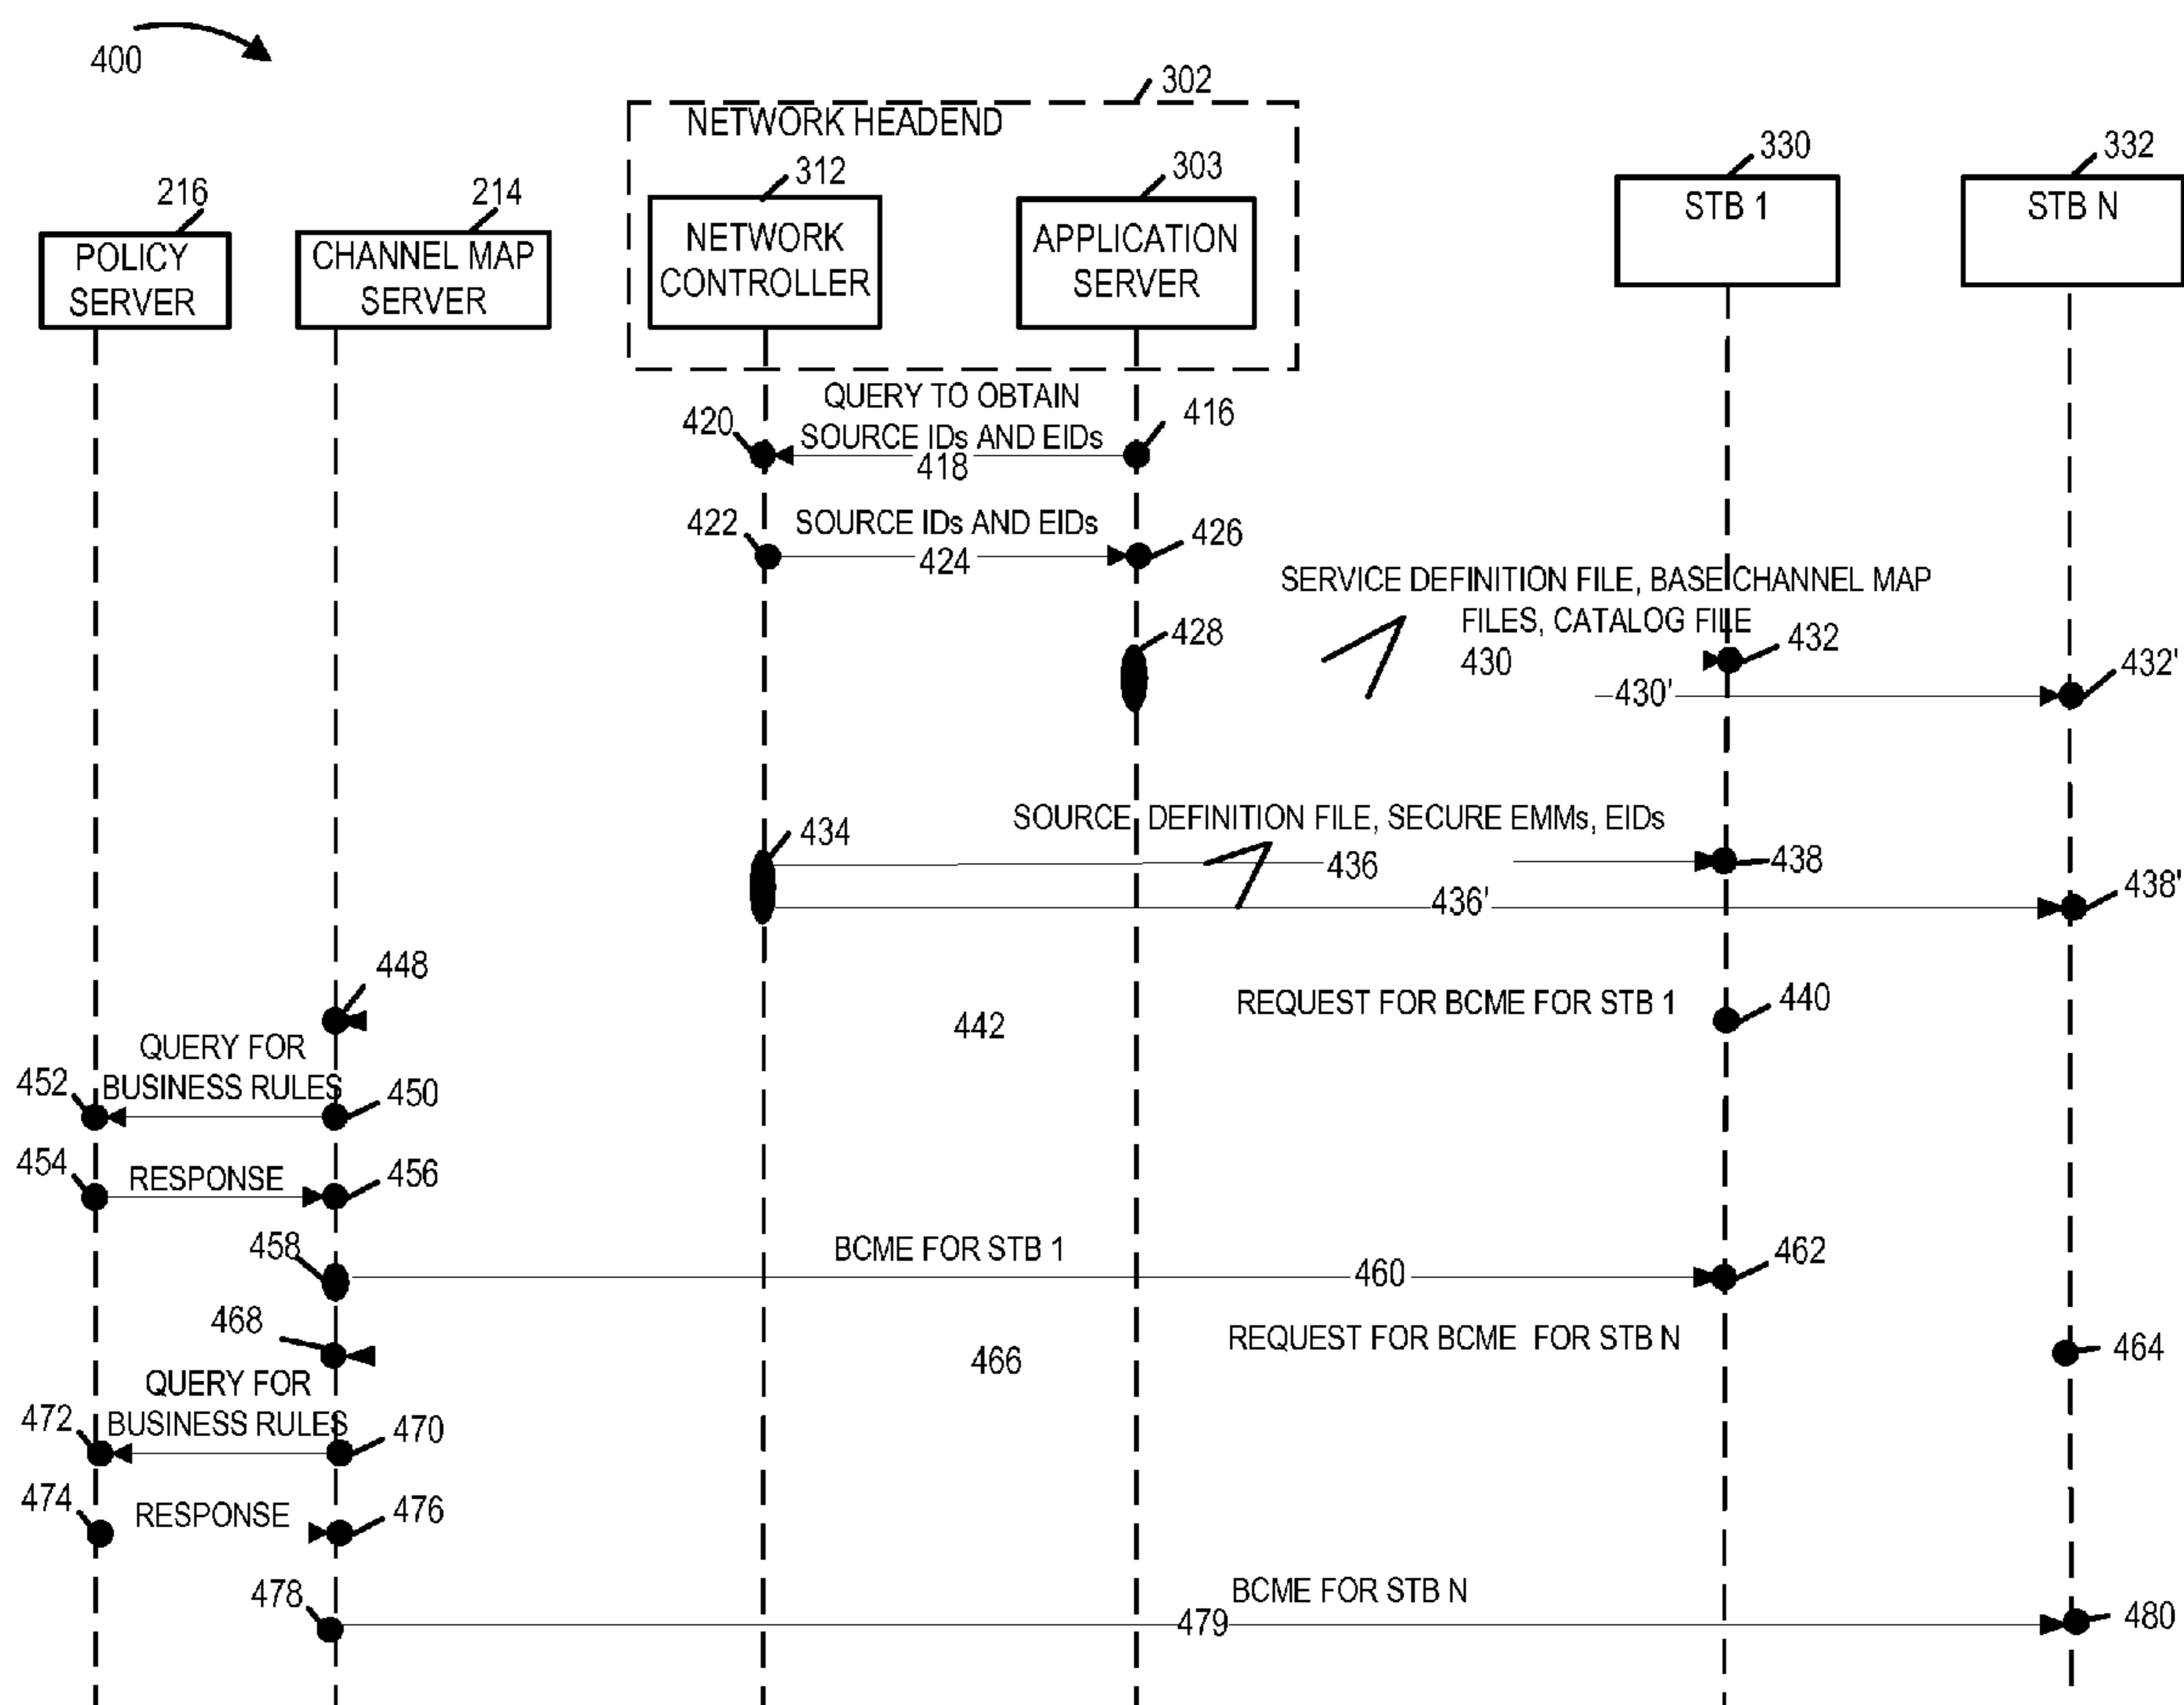 400
302
NETWORK HEADEND
330
332
312
303
216
214
STB 1
STB N
NETWORK
CONTROLLER
APPLICATION
SERVER
POLICY
SERVER
CHANNEL MAP
SERVER
QUERY TO OBTAIN
SOURCE IDs AND EIDs
420
416
418
422
SOURCE IDs AND EIDs
426
424
SERVICE DEFINITION FILE, BASE CHANNEL MAP
FILES, CATALOG FILE
428
430
432
430'
432'
SOURCE DEFINITION FILE, SECURE EMMs, EIDs
434
436
438
436'
438'
448
442
REQUEST FOR BCME FOR STB 1
440
QUERY FOR
BUSINESS RULES
452
450
454
RESPONSE
456
458
BCME FOR STB 1
460
462
468
466
REQUEST FOR BCME FOR STB N
464
QUERY FOR
BUSINESS RULES
472
470
474
RESPONSE
476
478
BCME FOR STB N
479
480